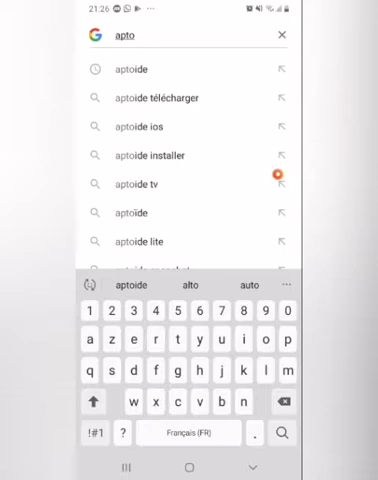 21:26
apto
aptoide
aptoide télécharger
aptoide ios
aptoide installer
aptoide tv
aptoïde
aptoide lite
aptoide alto auto
1 2 3 4 5 6 7 8 9 0
a z e r t y u i o p
q s d f g h j k l m
w x c v b n
!#1 ? Français (FR) .